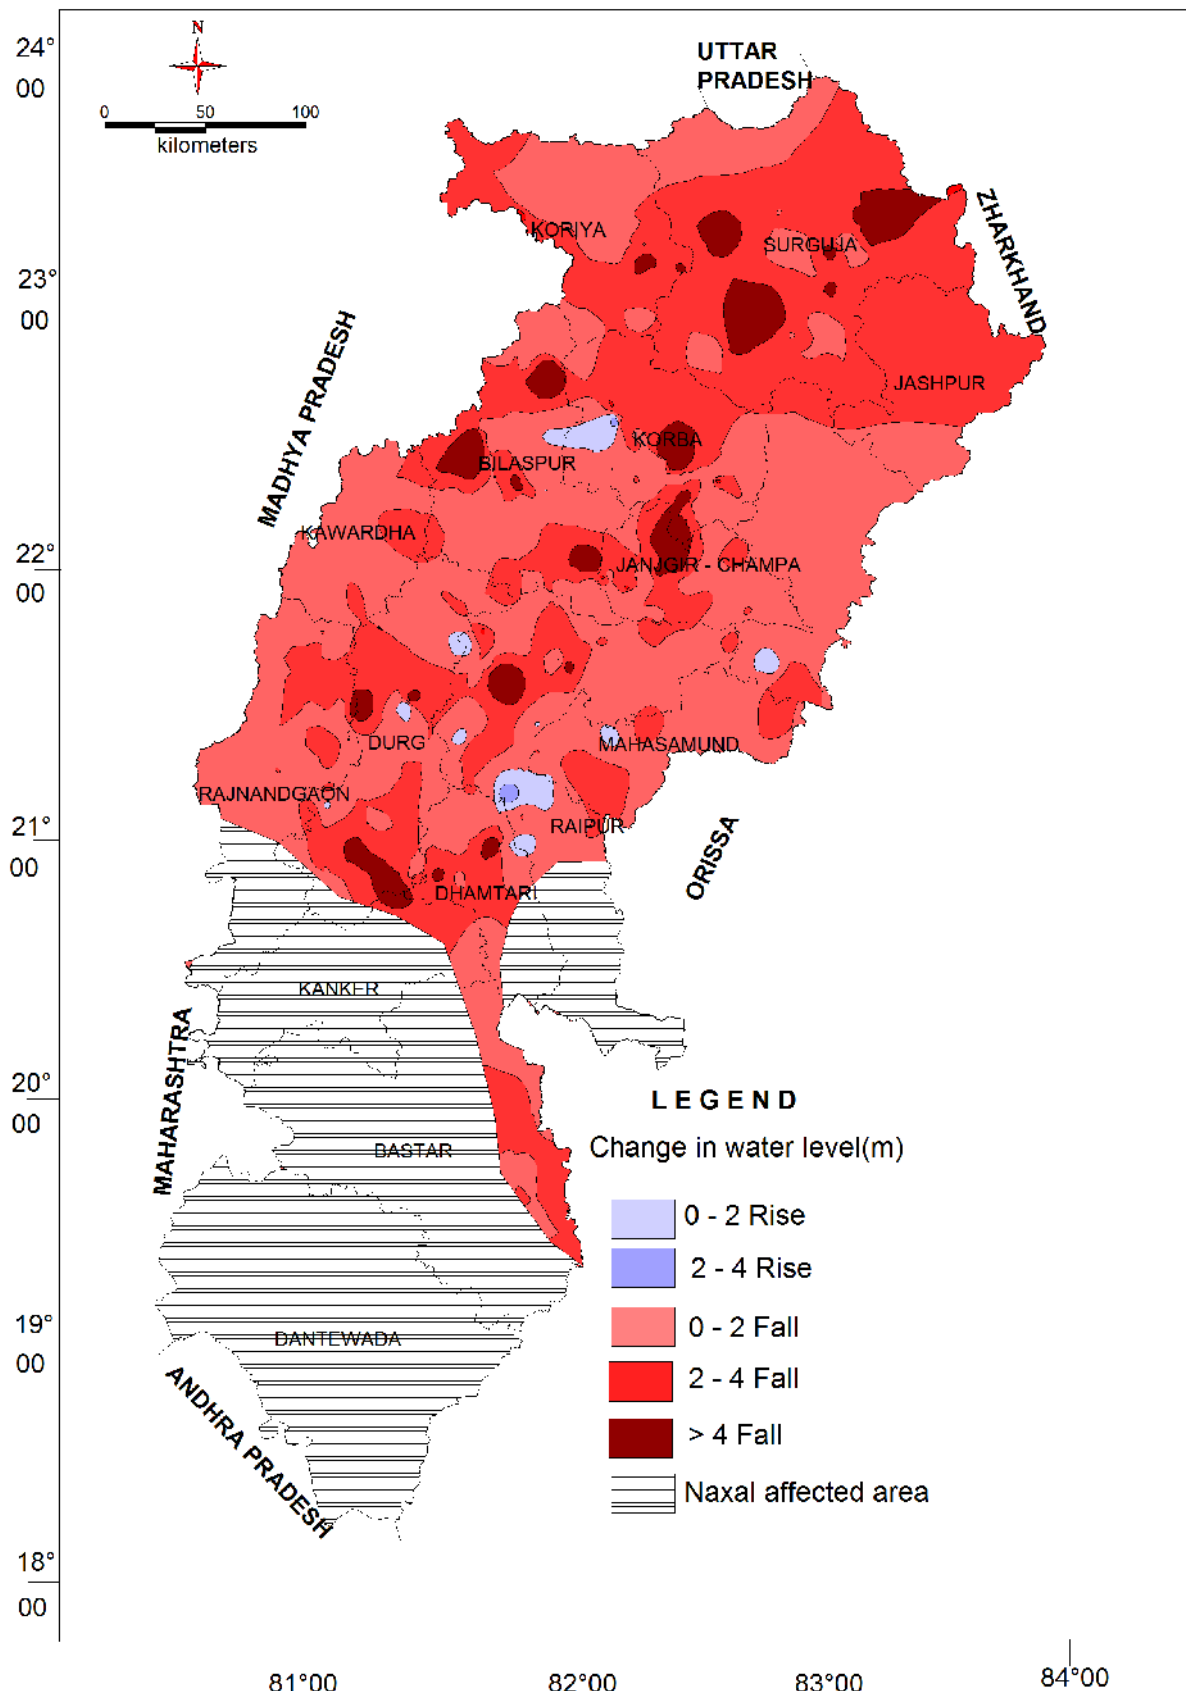 24°
00
N
0 50 100
kilometers
UTTAR
PRADESH
ZHARKHAND
KORIYA
SURGUJA
23°
00
MADHYA PRADESH
JASHPUR
KORBA
BILASPUR
KAWARDHA
22°
00
JANJGIR - CHAMPA
DURG
MAHASAMUND
RAJNANDGAON
RAIPUR
21°
00
ORISSA
DHAMTARI
KANKER
MAHARASHTRA
20°
00
BASTAR
LEGEND
Change in water level(m)
0 - 2 Rise
2 - 4 Rise
0 - 2 Fall
2 - 4 Fall
> 4 Fall
Naxal affected area
19°
00
DANTEWADA
ANDHRA PRADESH
18°
00
81°00 82°00 83°00 84°00